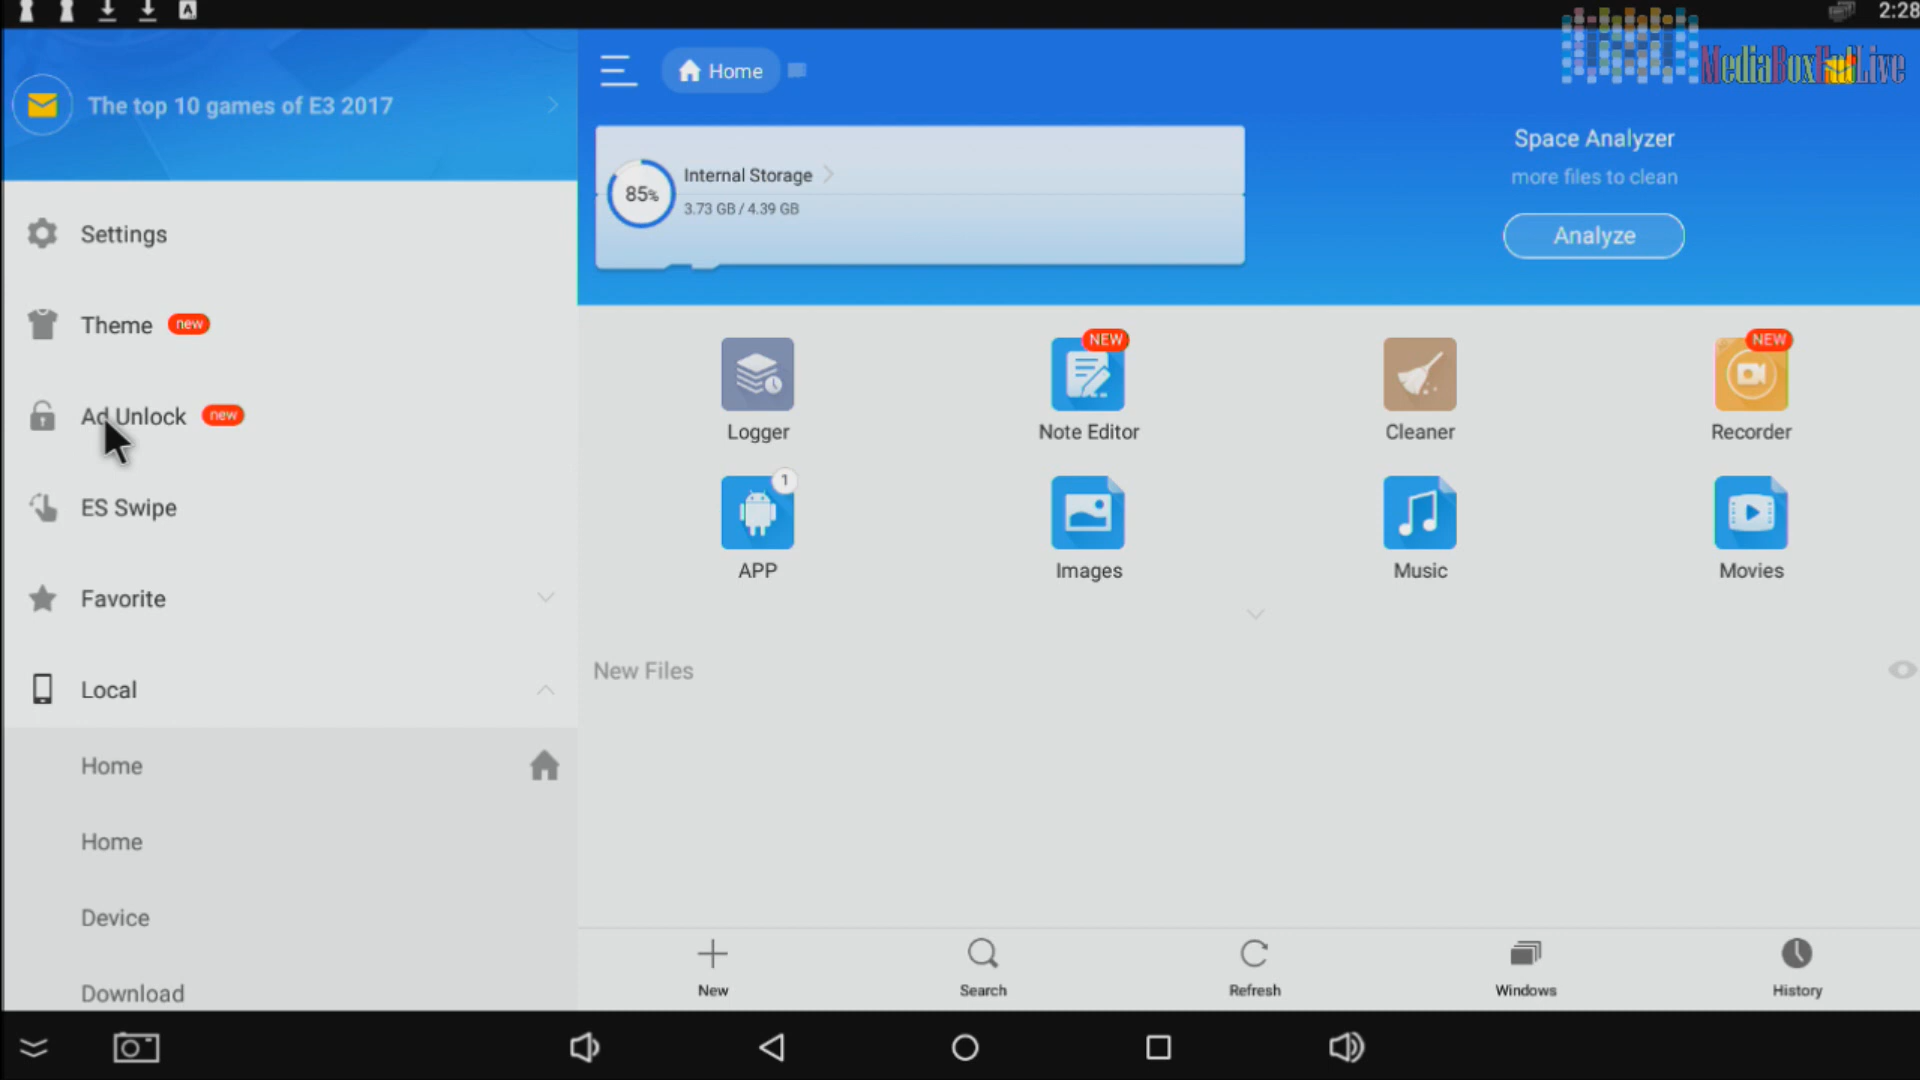 A
2:28
MediaBoxEntLive
The top 10 games of E3 2017
Home
Settings
Theme new
Ad Unlock new
ES Swipe
Favorite
Local
Home
Home
Device
Download
85%
Internal Storage
3.73 GB / 4.39 GB
Space Analyzer
more files to clean
Analyze
NEW
NEW
Logger
Note Editor
Cleaner
Recorder
1
APP
Images
Music
Movies
New Files
New
Search
Refresh
Windows
History